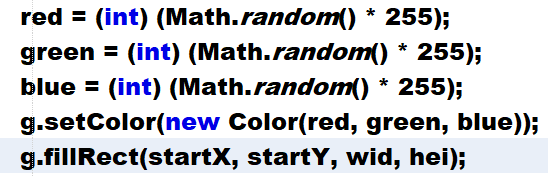 red = (int) (Math.random() * 255);
green = (int) (Math.random() * 255);
blue = (int) (Math.random() * 255);
g.setColor(new Color(red, green, blue));
g.fillRect(startX, startY, wid, hei);